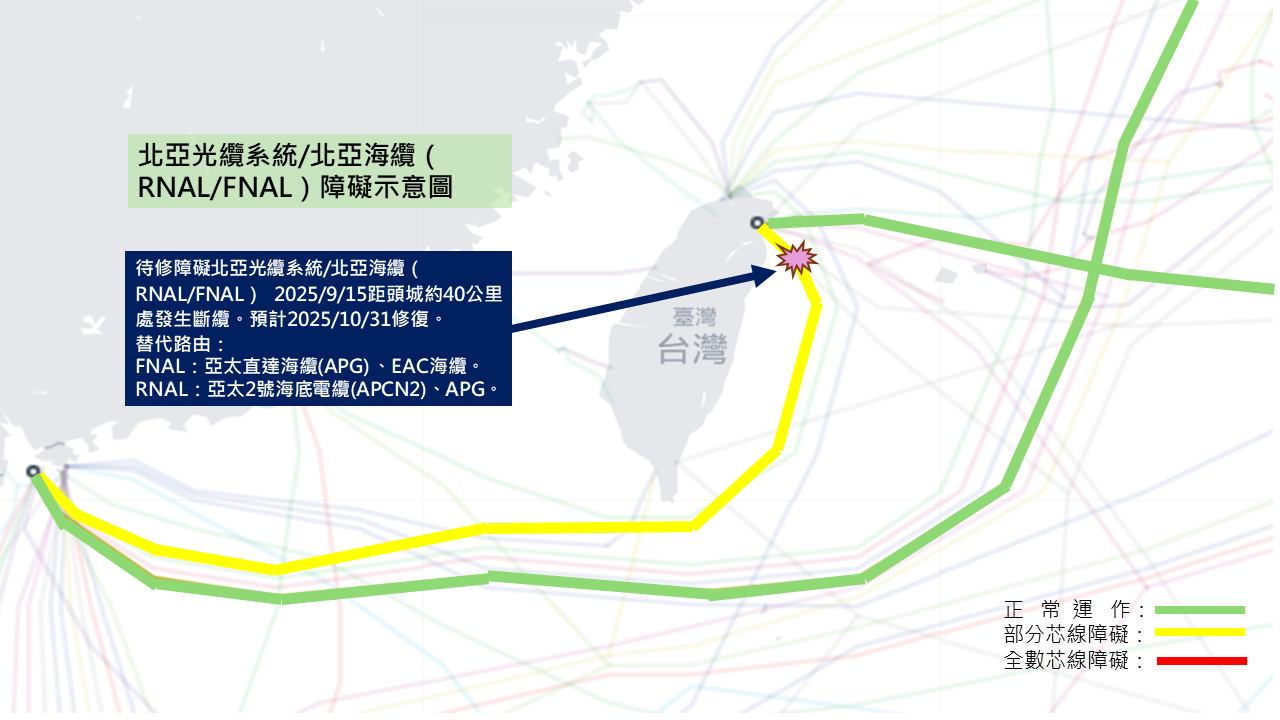 北亞光纜系統/北亞海纜（
RNAL/FNAL）障礙示意圖
待修障礙北亞光纜系統/北亞海纜（
RNAL/FNAL） 2025/9/15距頭城約40公里
處發生斷纜。預計2025/10/31修復。
替代路由：
FNAL：亞太直達海纜(APG) 、EAC海纜。
RNAL：亞太2號海底電纜(APCN2)、APG。
臺灣
台灣
正常運作：
部分芯線障礙：
全數芯線障礙：